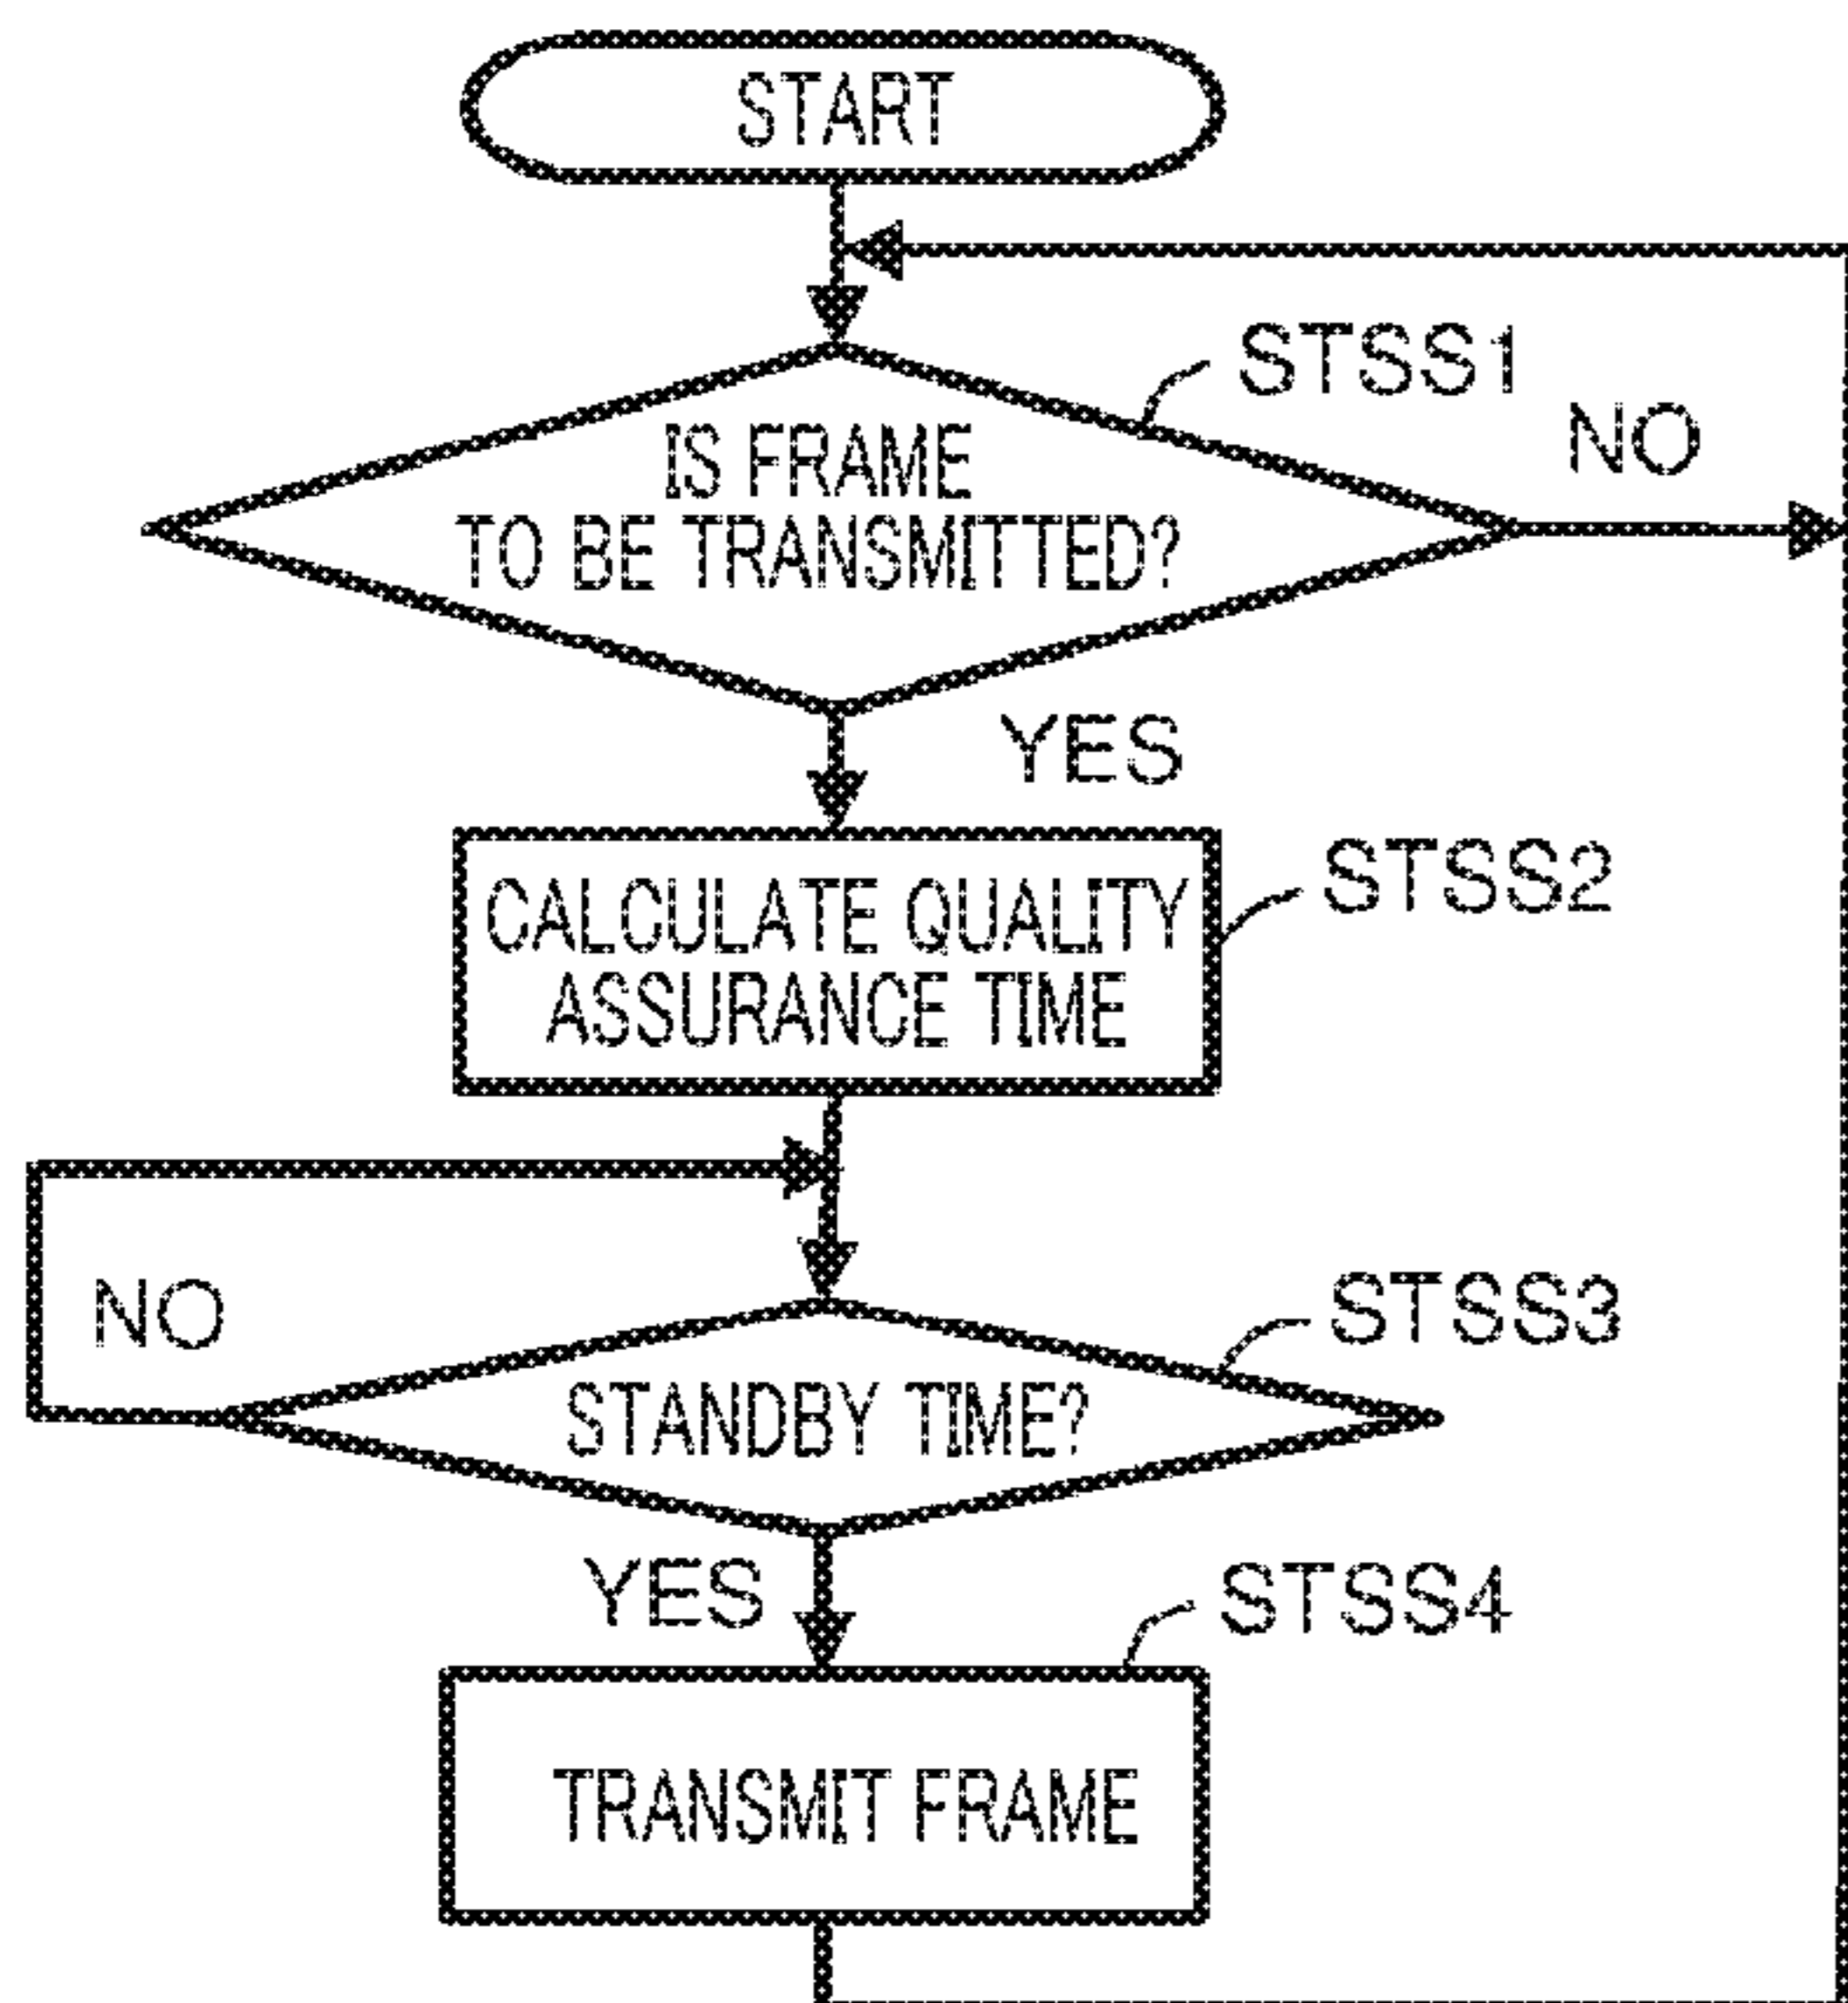 START
STSS1
NO
IS FRAME
TO BE TRANSMITTED?
YES
STSS2
CALCULATE QUALITY
ASSURANCE TIME
NO
STSS3
STANDBY TIME?
YES
STSS4
TRANSMIT FRAME